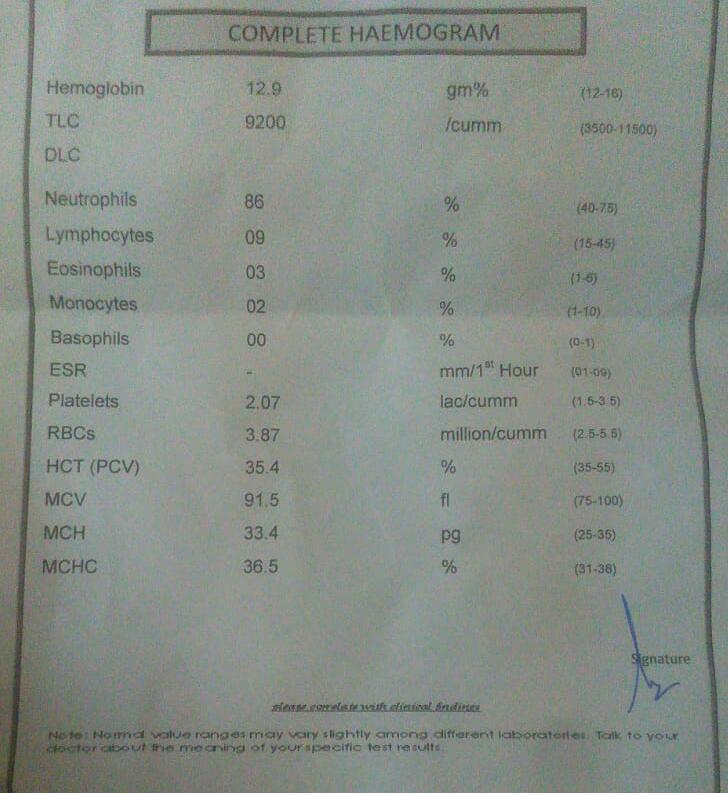 COMPLETE HAEMOGRAM
Hemoglobin 12.9 gm% (12-16)
TLC 9200 /cumm (3500-11500)
DLC
Neutrophils 86 % (40-75)
Lymphocytes 09 % (15-45)
Eosinophils 03 % (1-6)
Monocytes 02 % (1-10)
Basophils 00 % (0-1)
ESR - mm/1st Hour (01-09)
Platelets 2.07 lac/cumm (1.5-3.5)
RBCs 3.87 million/cumm (2.5-5.5)
HCT (PCV) 35.4 % (35-55)
MCV 91.5 fl (75-100)
MCH 33.4 pg (25-35)
MCHC 36.5 % (31-38)
Signature
please correlate with clinical findings
Note: Normal value ranges may vary slightly among different laboratories. Talk to your
doctor about the meaning of your specific test results.